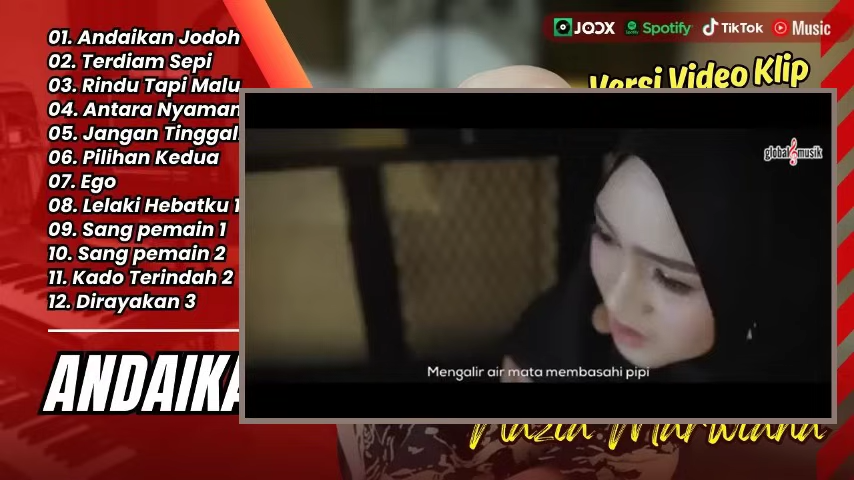 JOOX Spotify TikTok Music
01. Andaikan Jodoh
02. Terdiam Sepi
03. Rindu Tapi Malu
04. Antara Nyaman
05. Jangan Tinggal
06. Pilihan Kedua
07. Ego
08. Lelaki Hebatku 1
09. Sang pemain 1
10. Sang pemain 2
11. Kado Terindah 2
12. Dirayakan 3
Versi Video Klip
global musik
Mengalir air mata membasahi pipi
ANDAIKA
Nazia Marwiana